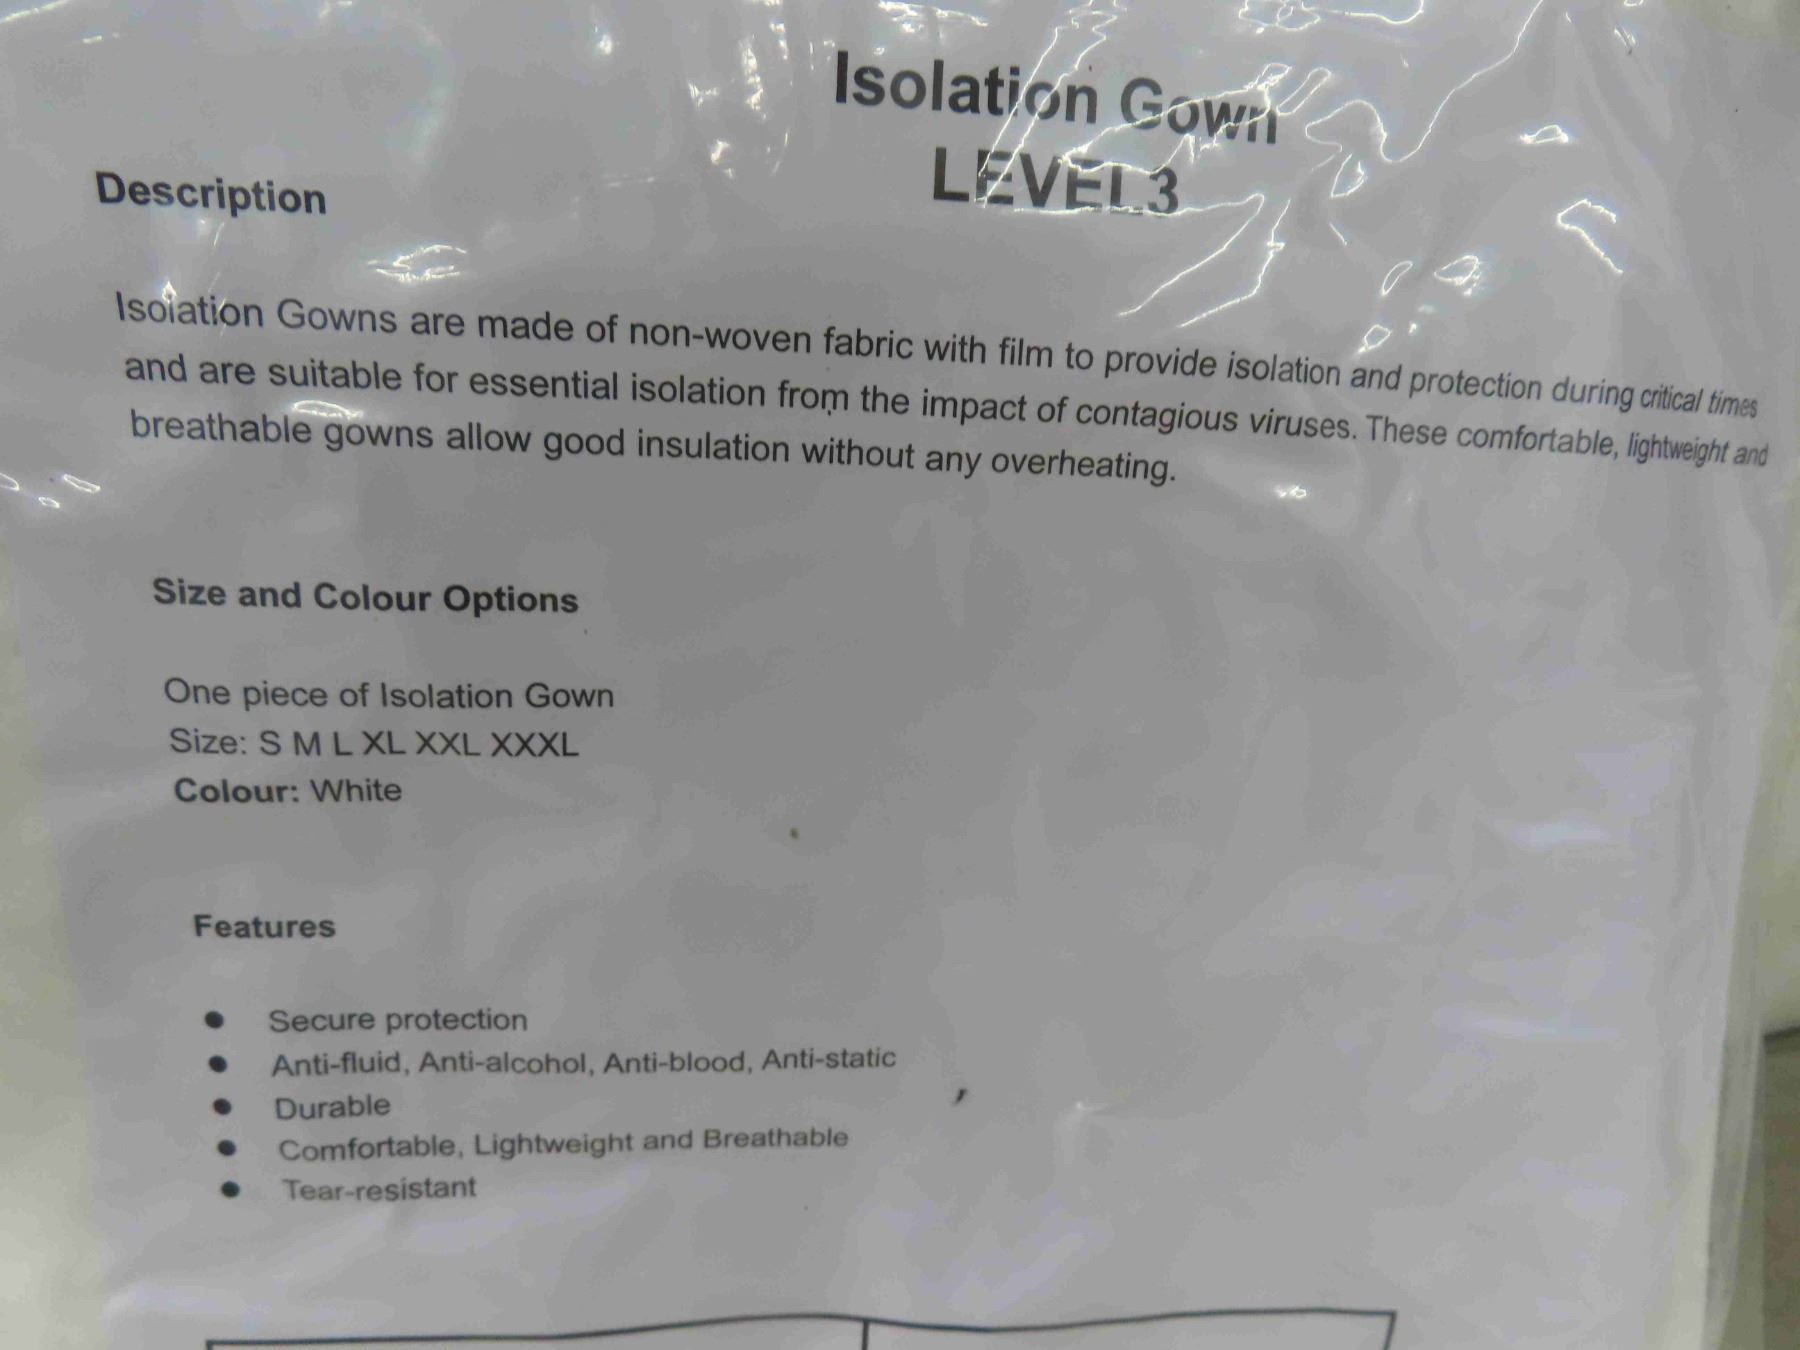 Isolation Gown
LEVEL3
Description
Isolation Gowns are made of non-woven fabric with film to provide isolation and protection during critical times
and are suitable for essential isolation from the impact of contagious viruses. These comfortable, lightweight and
breathable gowns allow good insulation without any overheating.
Size and Colour Options
One piece of Isolation Gown
Size: S M L XL XXL XXXL
Colour: White
Features
● Secure protection
● Anti-fluid, Anti-alcohol, Anti-blood, Anti-static
● Durable
● Comfortable, Lightweight and Breathable
● Tear-resistant